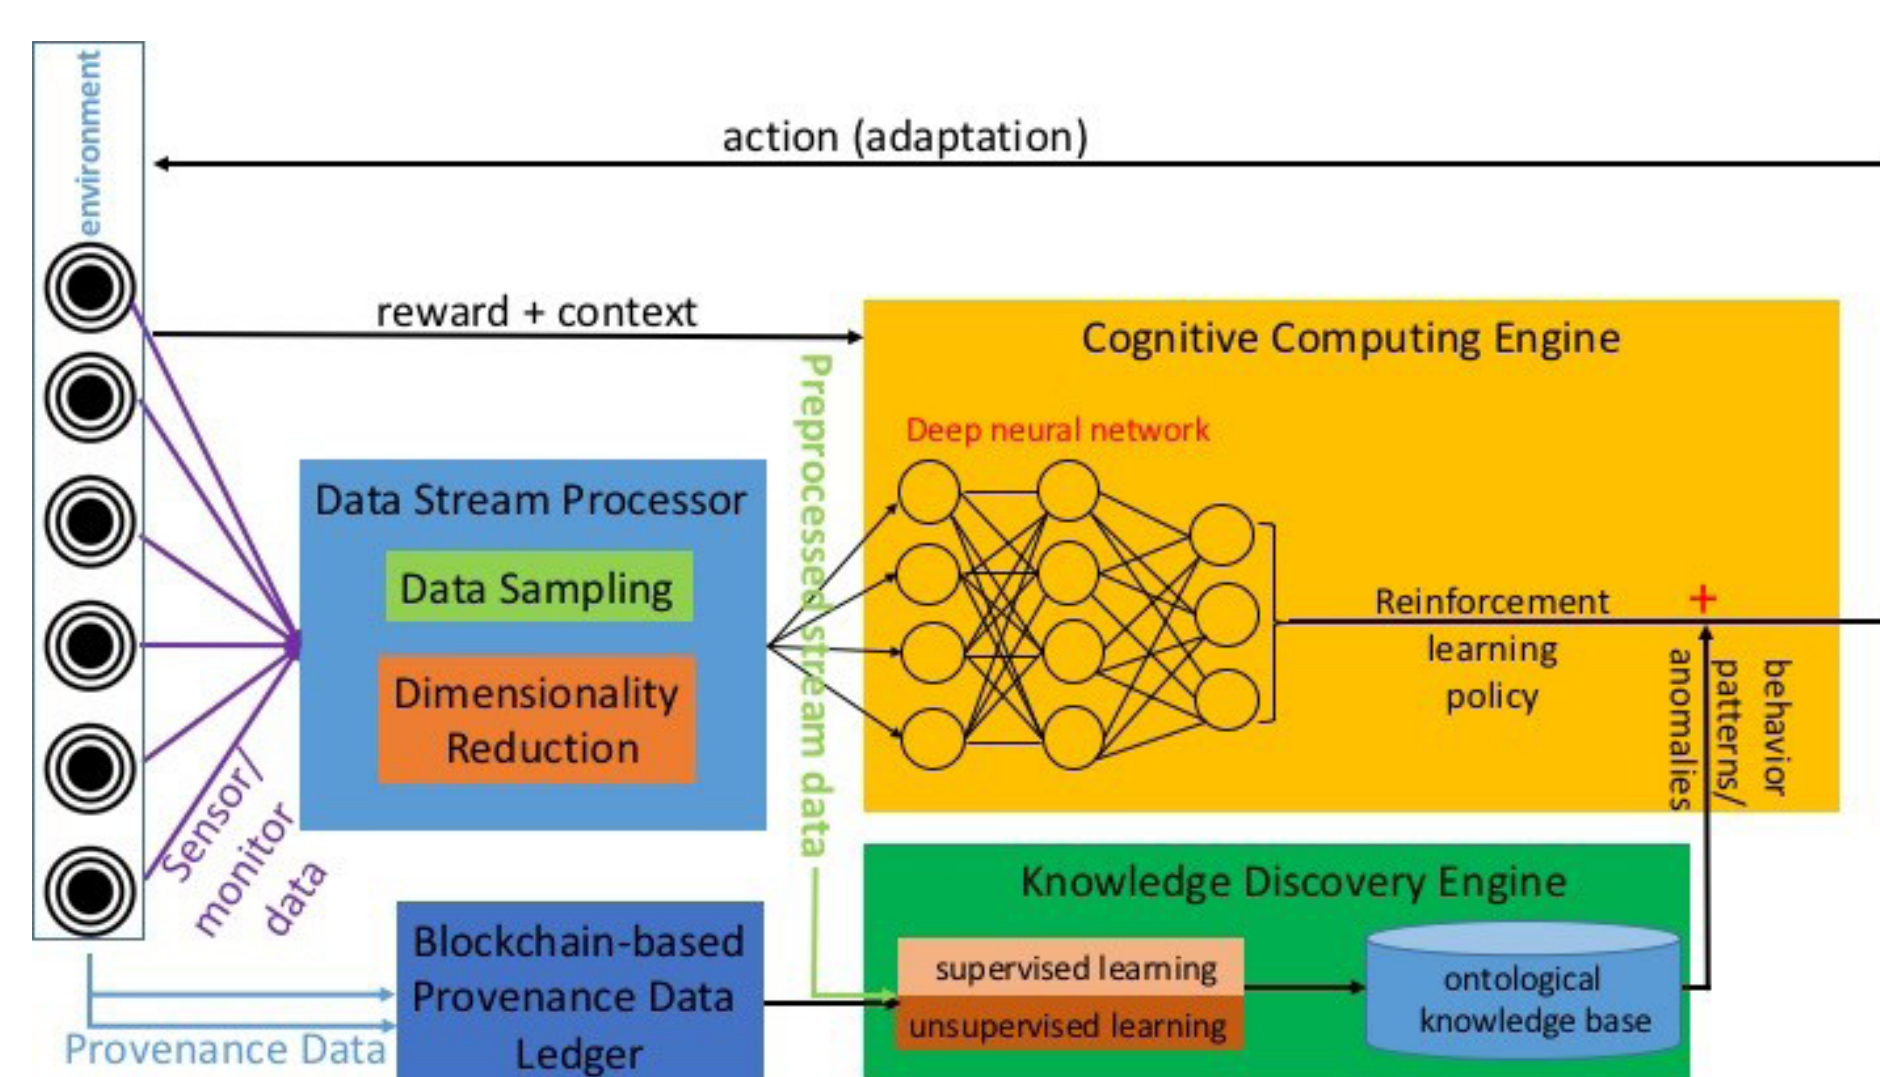 environment
action (adaptation)
reward + context
Cognitive Computing Engine
Deep neural network
Preprocessed stream data
Data Stream Processor
Data Sampling
Dimensionality
Reduction
Reinforcement
learning
policy
+
behavior
patterns/
anomalies
Sensor/
monitor
data
Knowledge Discovery Engine
Blockchain-based
Provenance Data
Ledger
supervised learning
unsupervised learning
ontological
knowledge base
Provenance Data